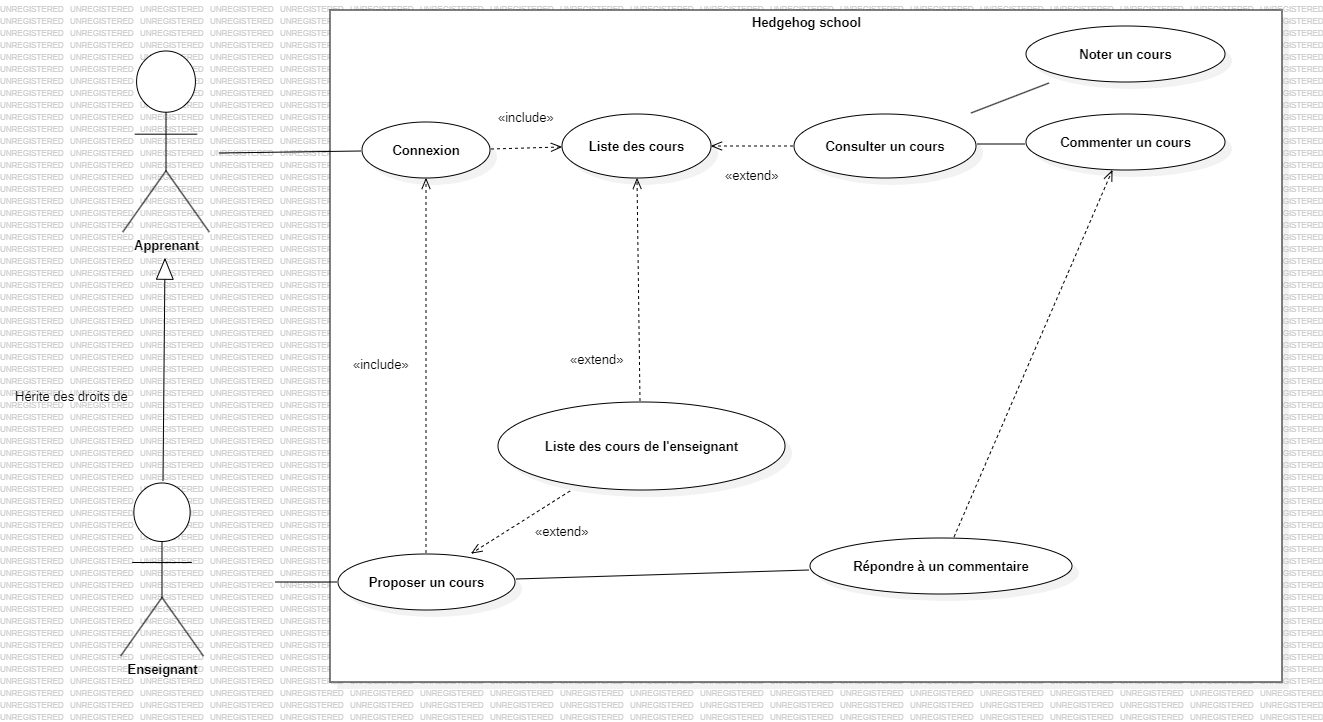 Hedgehog school
Noter un cours
«include»
Connexion
Liste des cours
Consulter un cours
Commenter un cours
«extend»
Apprenant
«include»
«extend»
Hérite des droits de
Liste des cours de l'enseignant
«extend»
Proposer un cours
Répondre à un commentaire
Enseignant
UNREGISTERED